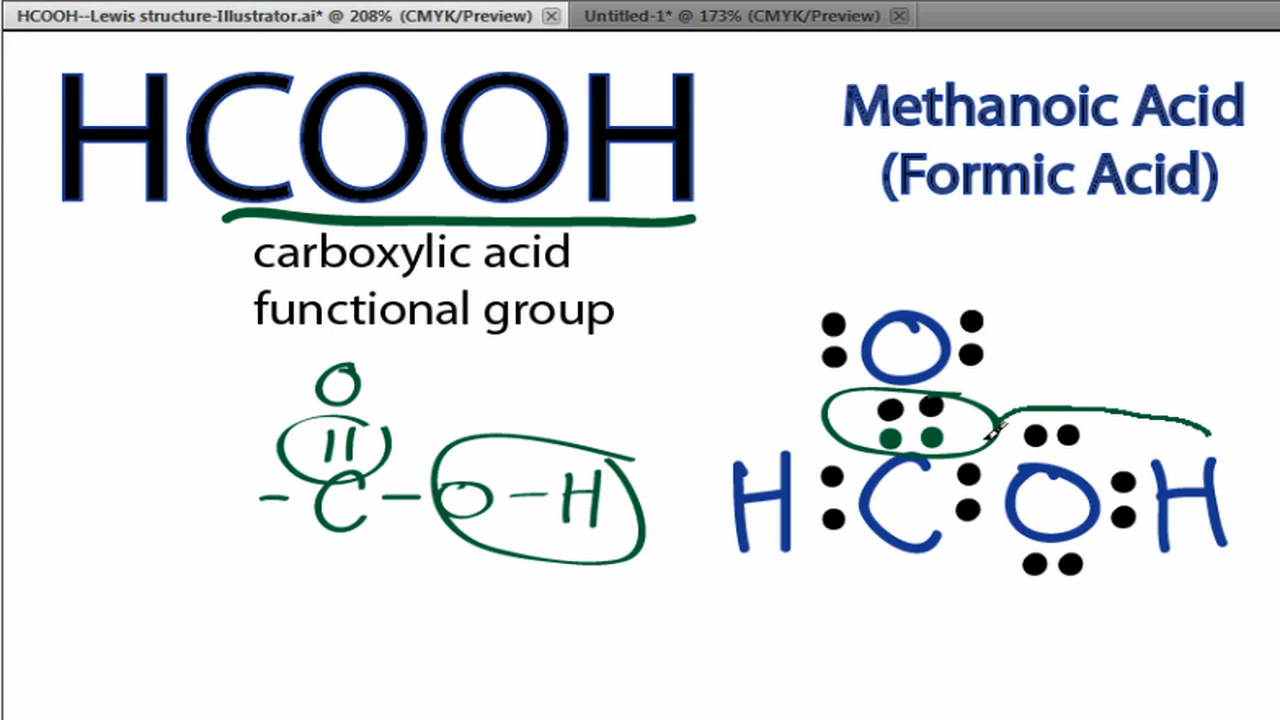 HCOOH--Lewis structure-Illustrator.ai* @ 208% (CMYK/Preview) Untitled-1* @ 173% (CMYK/Preview)
HCOOH
Methanoic Acid
(Formic Acid)
carboxylic acid
functional group
O
- C - O - H
O
H C O H